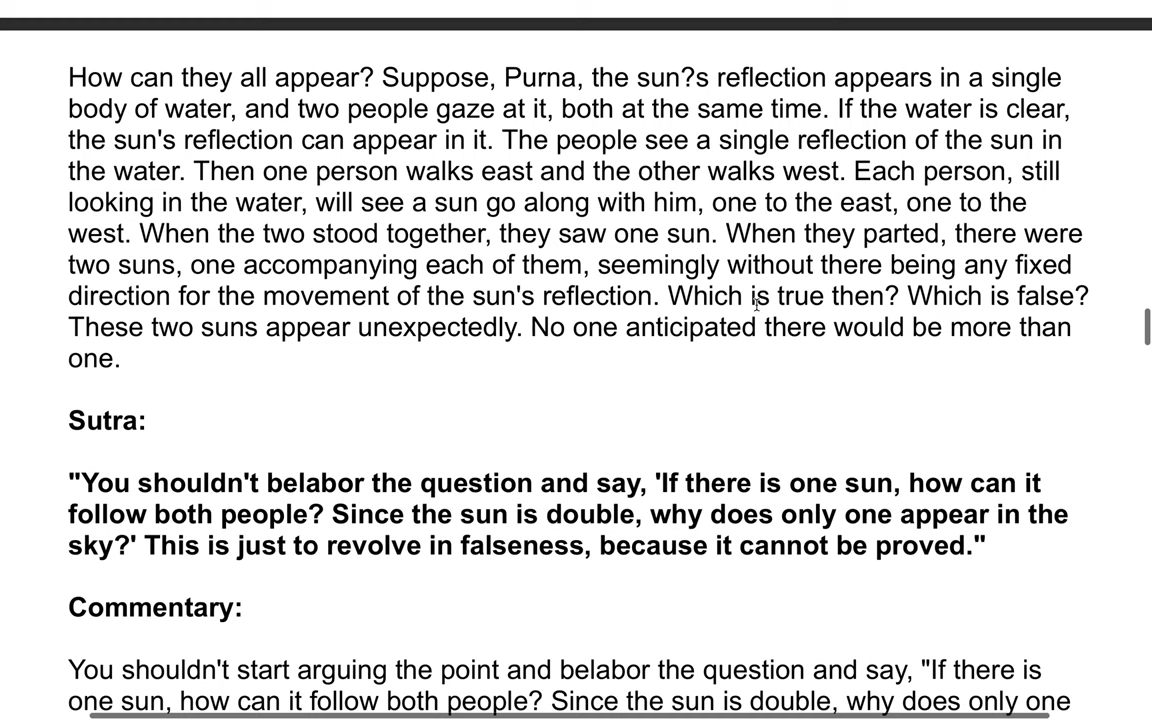 How can they all appear? Suppose, Purna, the sun?s reflection appears in a single
body of water, and two people gaze at it, both at the same time. If the water is clear,
the sun's reflection can appear in it. The people see a single reflection of the sun in
the water. Then one person walks east and the other walks west. Each person, still
looking in the water, will see a sun go along with him, one to the east, one to the
west. When the two stood together, they saw one sun. When they parted, there were
two suns, one accompanying each of them, seemingly without there being any fixed
direction for the movement of the sun's reflection. Which is true then? Which is false?
These two suns appear unexpectedly. No one anticipated there would be more than
one.
Sutra:
"You shouldn't belabor the question and say, 'If there is one sun, how can it
follow both people? Since the sun is double, why does only one appear in the
sky?' This is just to revolve in falseness, because it cannot be proved."
Commentary:
You shouldn't start arguing the point and belabor the question and say, "If there is
one sun, how can it follow both people? Since the sun is double, why does only one